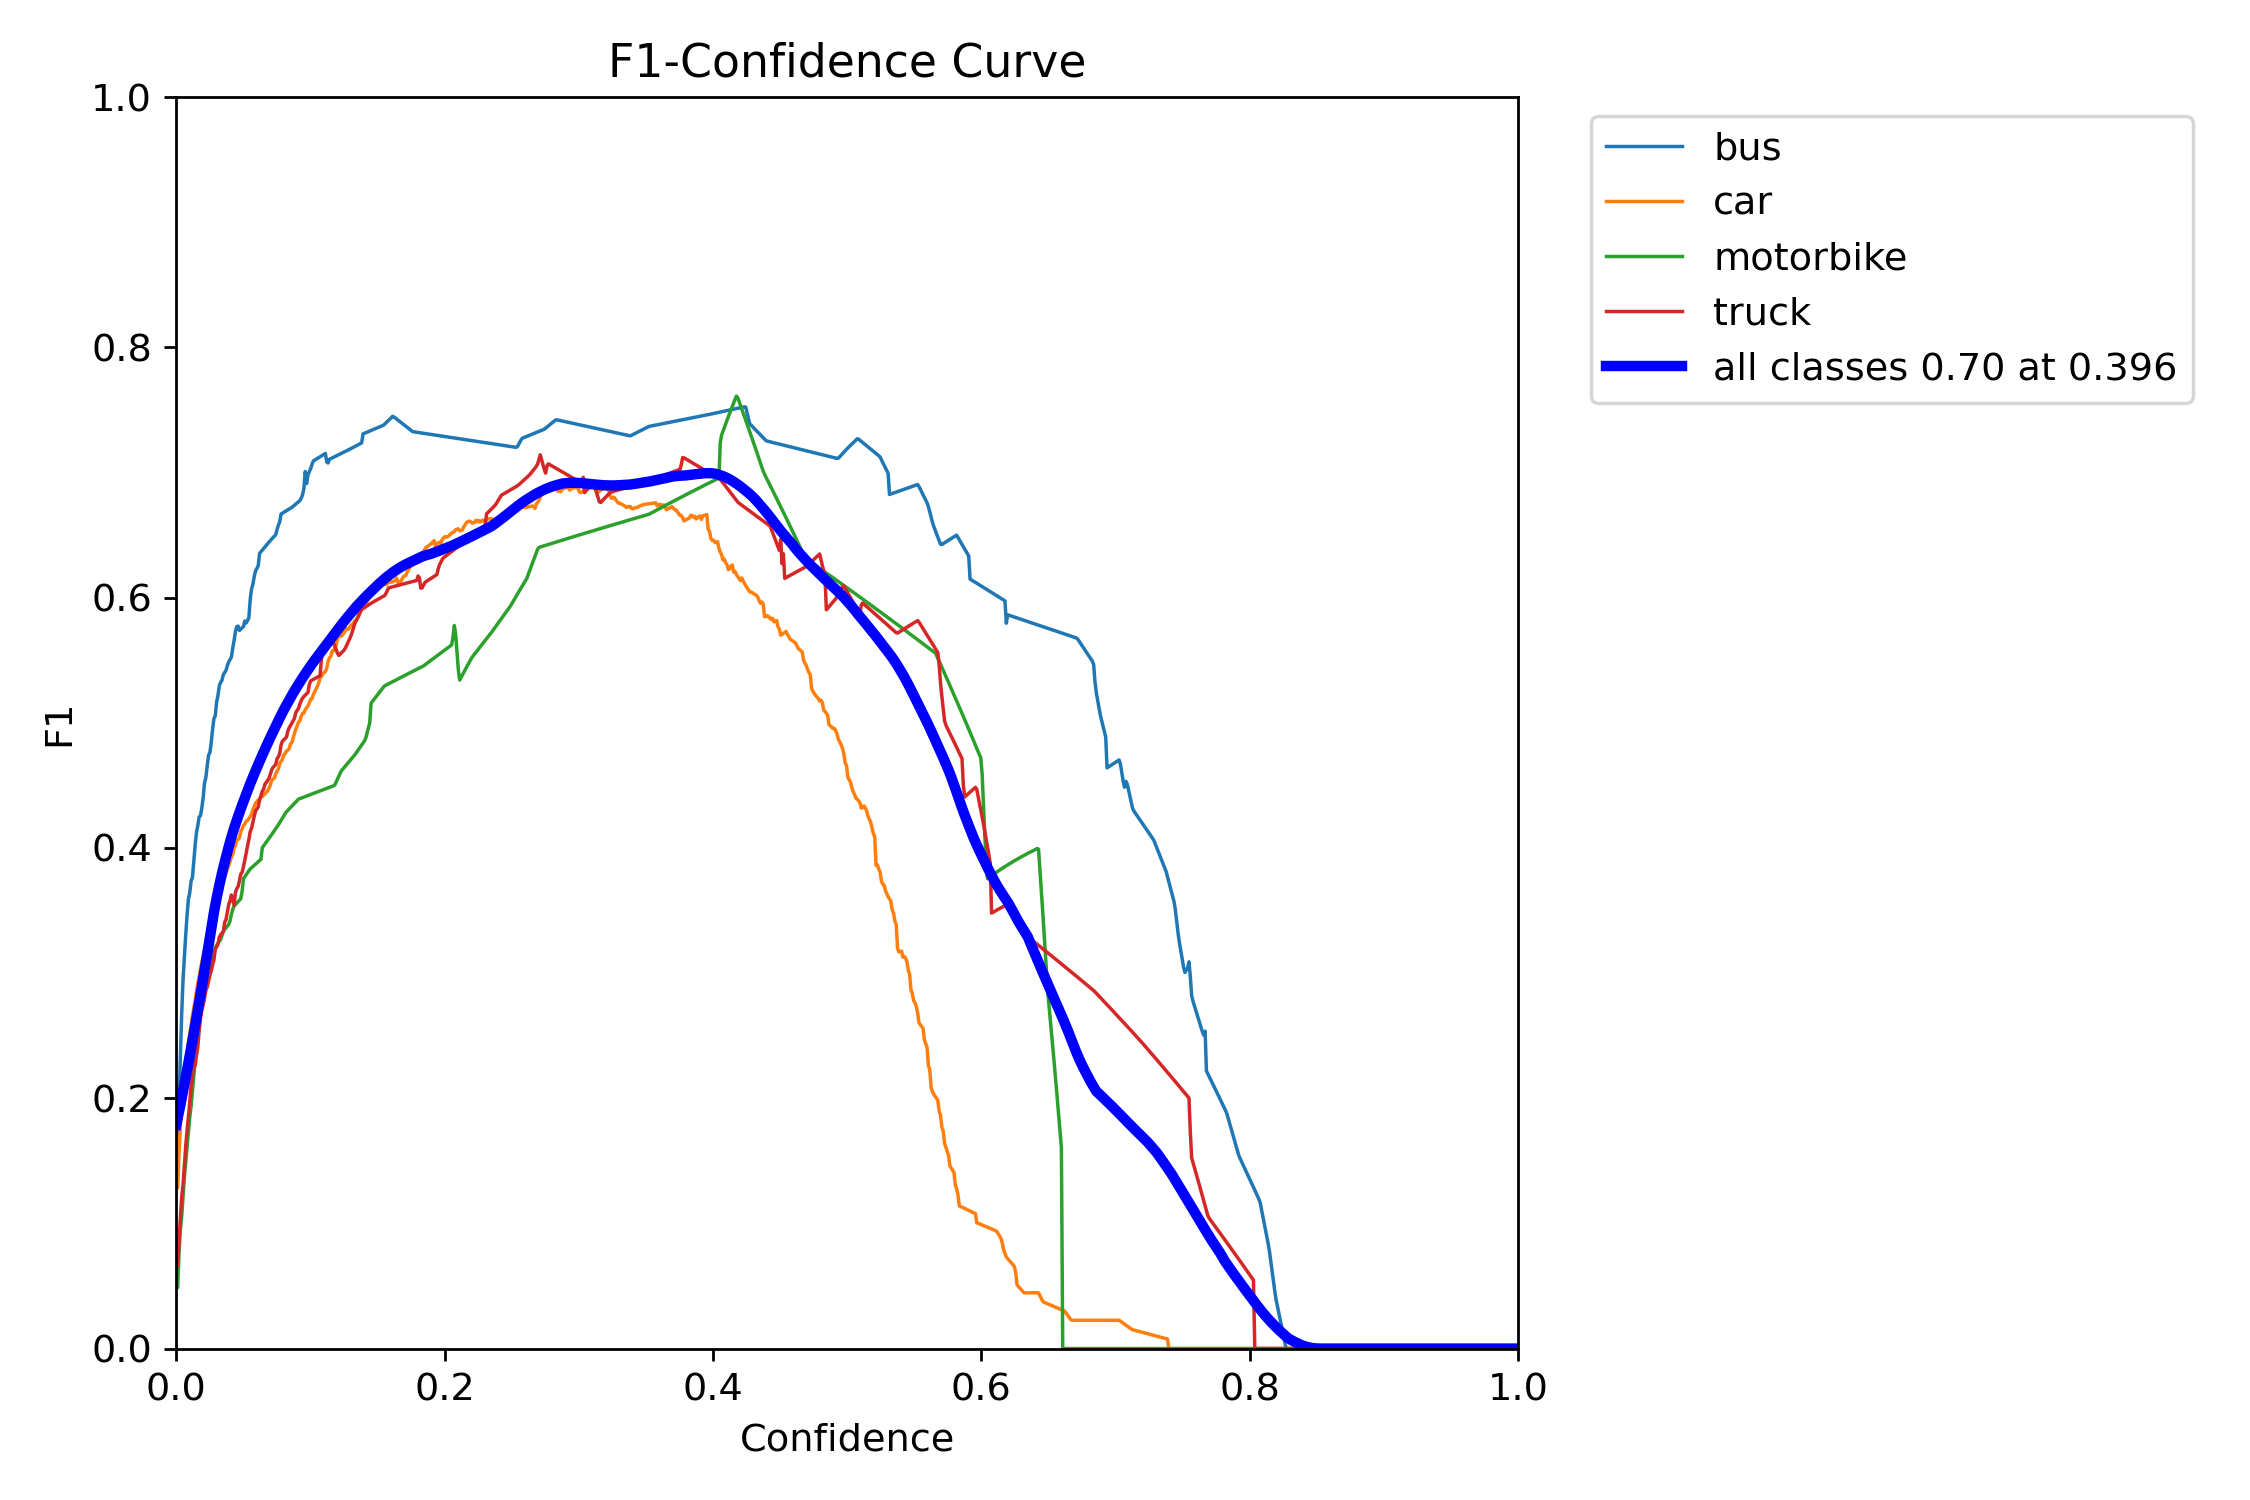 F1-Confidence Curve
1.0
0.8
0.6
0.4
0.2
0.0
F1
0.0 0.2 0.4 0.6 0.8 1.0
Confidence
bus
car
motorbike
truck
all classes 0.70 at 0.396